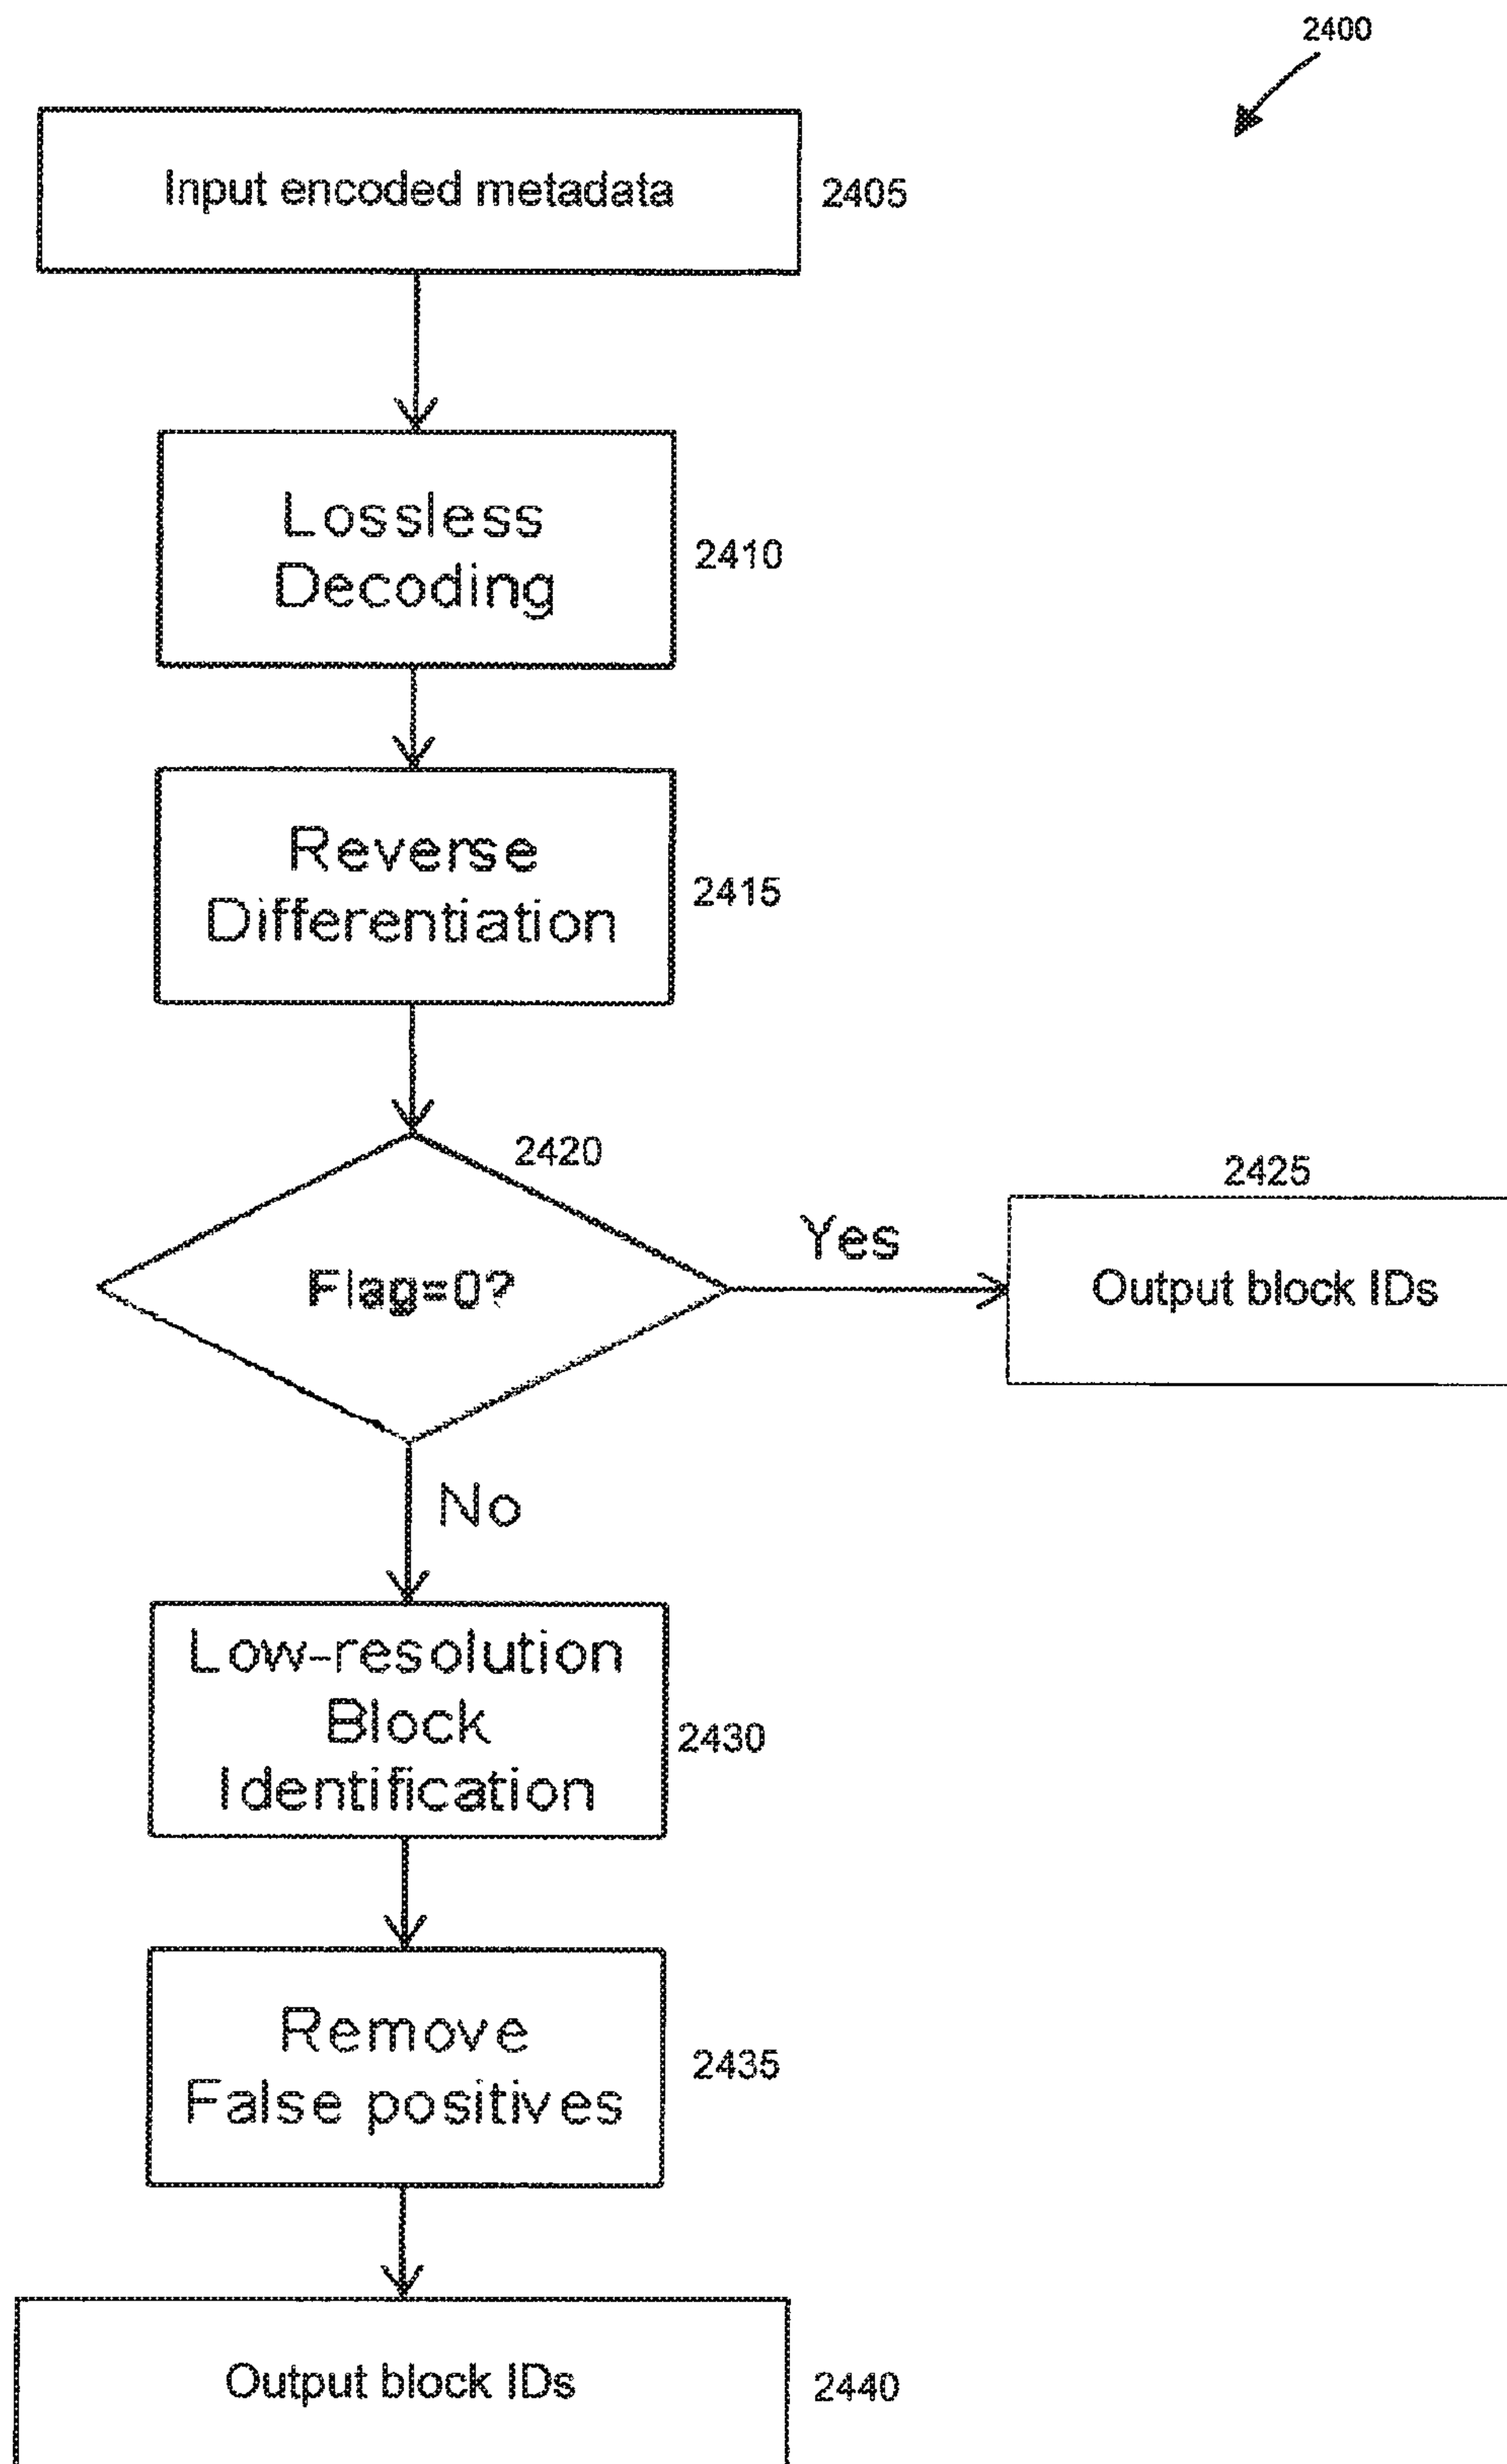 2400
Input encoded metadata
2405
Lossless
Decoding
2410
Reverse
Differentiation
2415
2420
Flag=0?
Yes
2425
Output block IDs
No
Low-resolution
Block
Identification
2430
Remove
False positives
2435
Output block IDs
2440